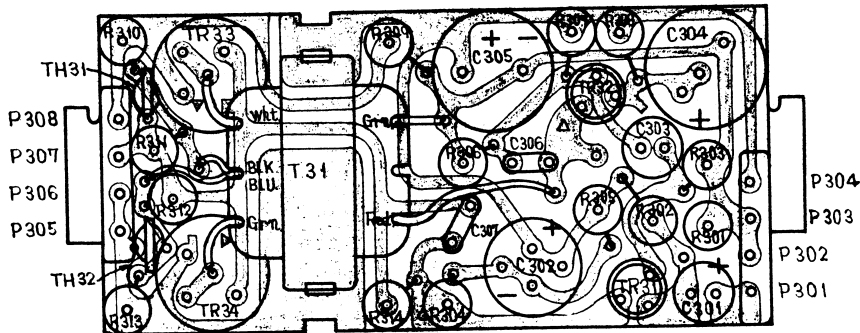 R310
TR33
R309
C305
+
−
C304
+
TH31
TR32
P308
Wht.
Grn
C303
P307
R311
C306
R303
BLK
T31
R306
P304
P306
BLU
R312
R305
R302
P303
P305
Grn
Red
C307
R301
+
P302
TH32
C302
−
TR31
C301
+
P301
TR34
R313
R314
R304